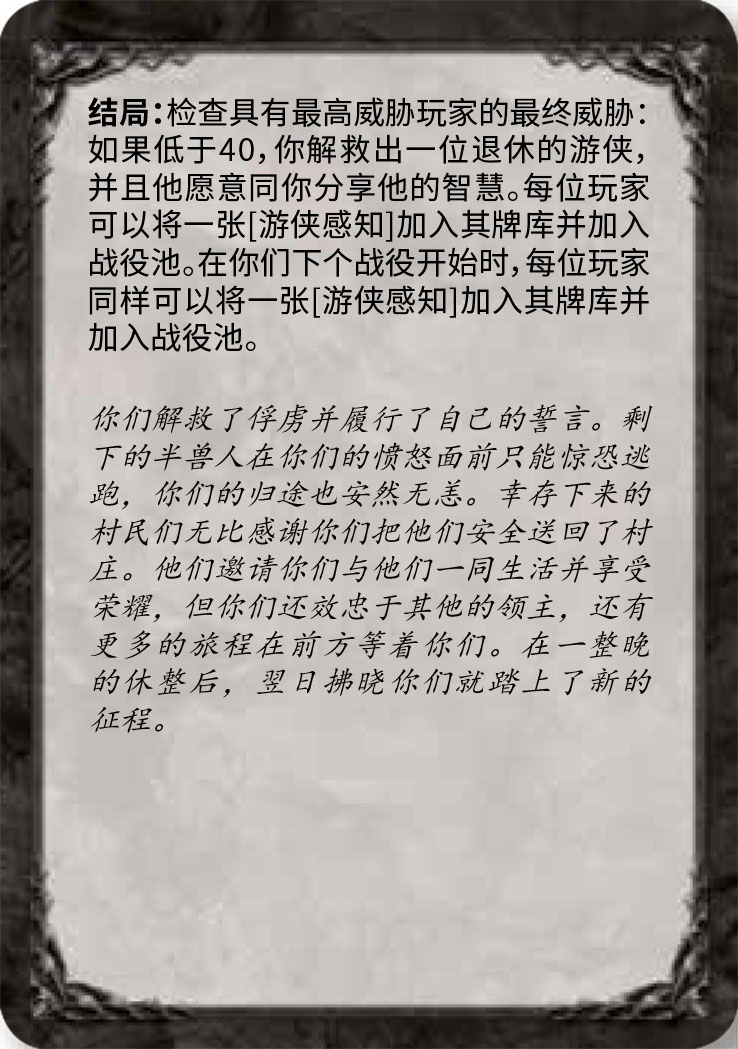 结局：检查具有最高威胁玩家的最终威胁：
如果低于40，你解救出一位退休的游侠，
并且他愿意同你分享他的智慧。每位玩家
可以将一张[游侠感知]加入其牌库并加入
战役池。在你们下个战役开始时，每位玩家
同样可以将一张[游侠感知]加入其牌库并
加入战役池。
你们解救了俘虏并履行了自己的誓言。剩
下的半兽人在你们的愤怒面前只能惊恐逃
跑，你们的归途也安然无恙。幸存下来的
村民们无比感谢你们把他们安全送回了村
庄。他们邀请你们与他们一同生活并享受
荣耀，但你们还效忠于其他的领主，还有
更多的旅程在前方等着你们。在一整晚
的休整后，翌日拂晓你们就踏上了新的
征程。